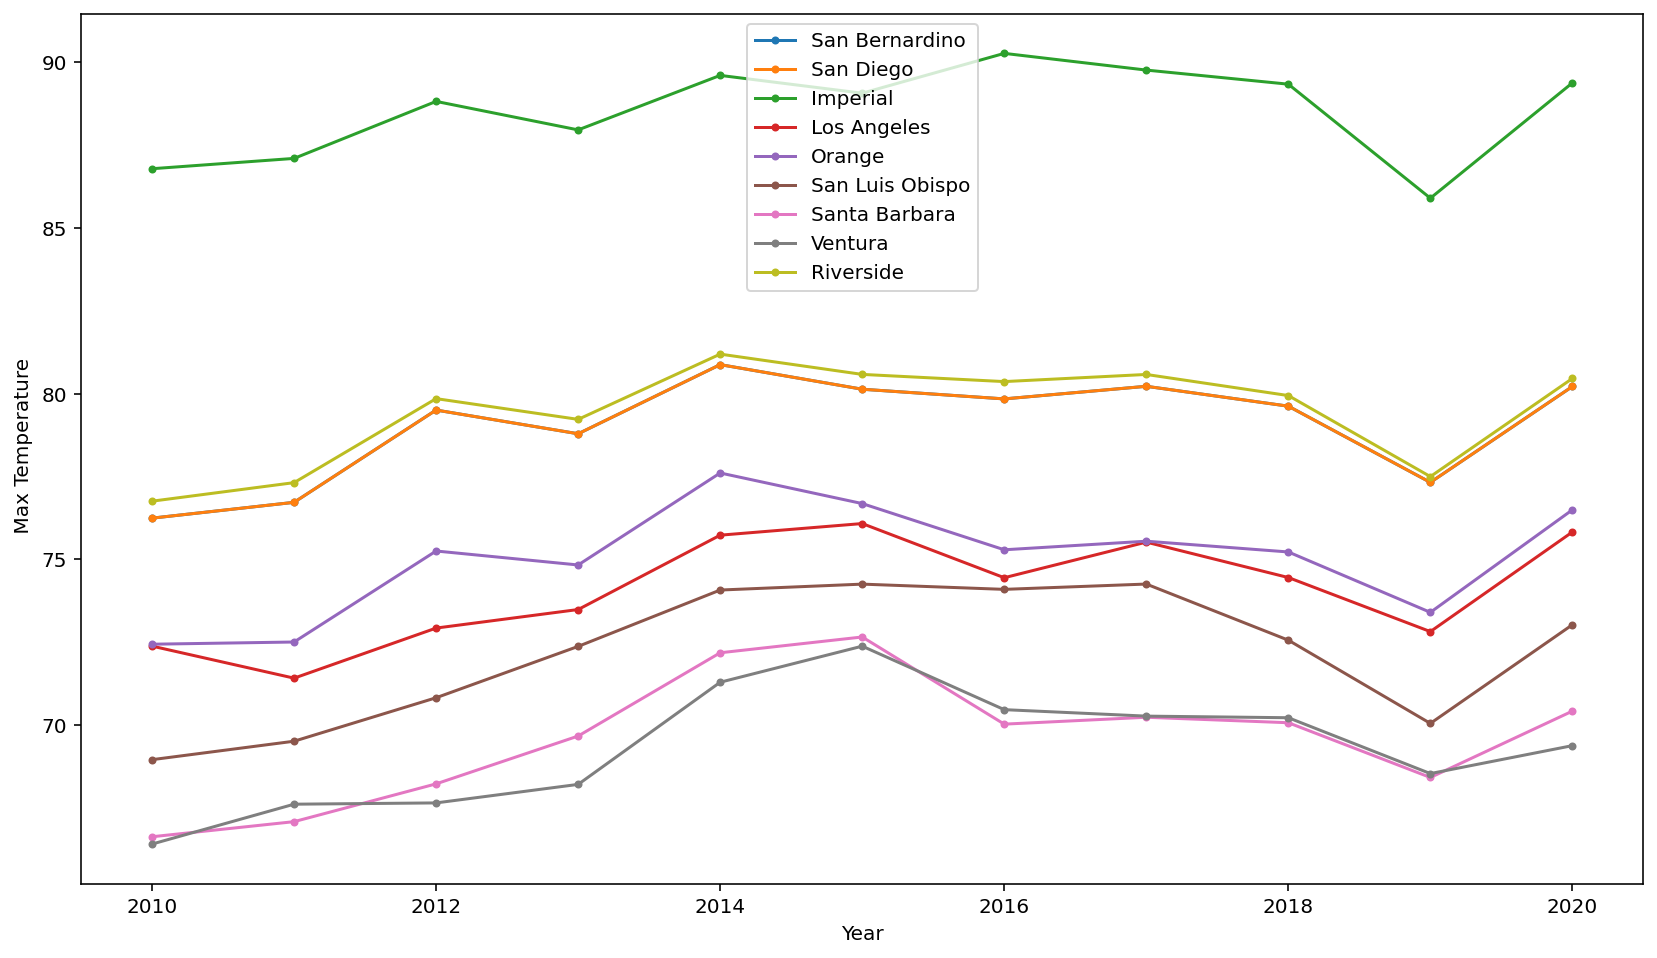 San Bernardino
San Diego
Imperial
Los Angeles
Orange
San Luis Obispo
Santa Barbara
Ventura
Riverside
90
85
80
75
70
Max Temperature
2010 2012 2014 2016 2018 2020
Year